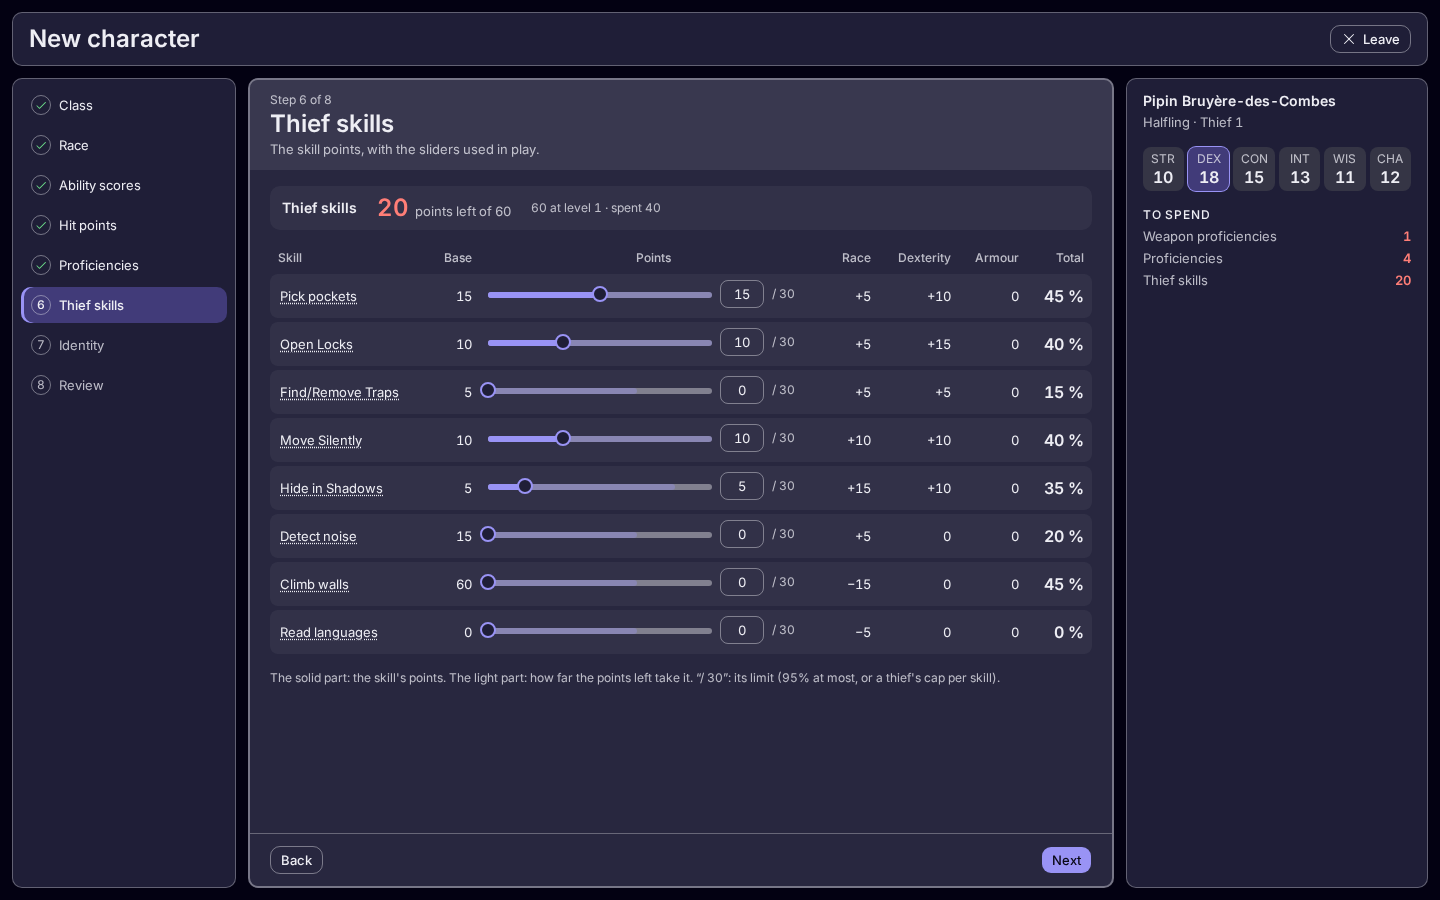 New character
Leave
Class
Race
Ability scores
Hit points
Proficiencies
6 Thief skills
7 Identity
8 Review
Step 6 of 8
Thief skills
The skill points, with the sliders used in play.
Thief skills 20 points left of 60 60 at level 1 · spent 40
Skill Base Points Race Dexterity Armour Total
Pick pockets 15 15 / 30 +5 +10 0 45 %
Open Locks 10 10 / 30 +5 +15 0 40 %
Find/Remove Traps 5 0 / 30 +5 +5 0 15 %
Move Silently 10 10 / 30 +10 +10 0 40 %
Hide in Shadows 5 5 / 30 +15 +10 0 35 %
Detect noise 15 0 / 30 +5 0 0 20 %
Climb walls 60 0 / 30 −15 0 0 45 %
Read languages 0 0 / 30 −5 0 0 0 %
The solid part: the skill's points. The light part: how far the points left take it. “/ 30”: its limit (95% at most, or a thief's cap per skill).
Back
Next
Pipin Bruyère-des-Combes
Halfling · Thief 1
STR DEX CON INT WIS CHA
10 18 15 13 11 12
TO SPEND
Weapon proficiencies 1
Proficiencies 4
Thief skills 20